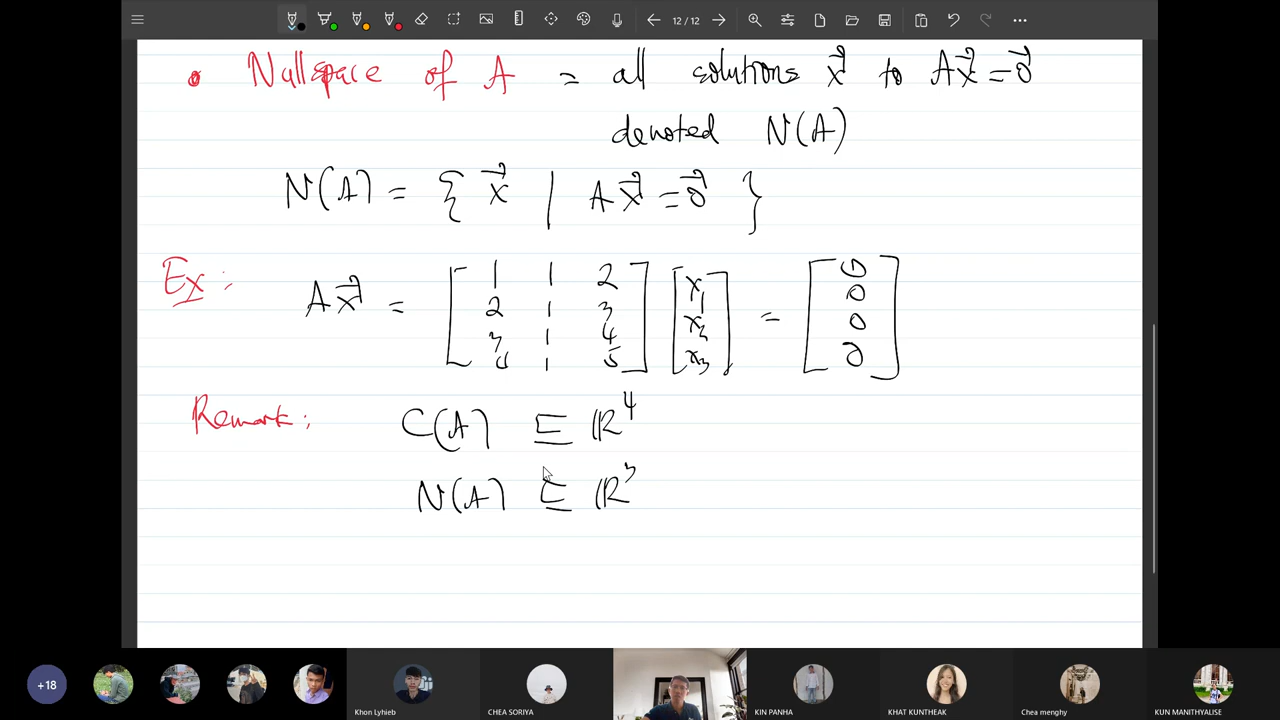 12 / 12
• Nullspace of A = all solutions x⃗ to Ax⃗ = 0⃗
denoted N(A)
N(A) = { x⃗ | Ax⃗ = 0⃗ }
Ex :
Ax⃗ = [ 1 1 2 ; 2 1 3 ; 3 1 4 ; 4 1 5 ] [ x₁ ; x₂ ; x₃ ] = [ 0 ; 0 ; 0 ; 0 ]
Remark : C(A) ⊆ ℝ⁴
N(A) ⊆ ℝ³
+18
Khon Lyhieb
CHEA SORIYA
KIN PANHA
KHAT KUNTHEAK
Chea menghy
KUN MANITHYALISE